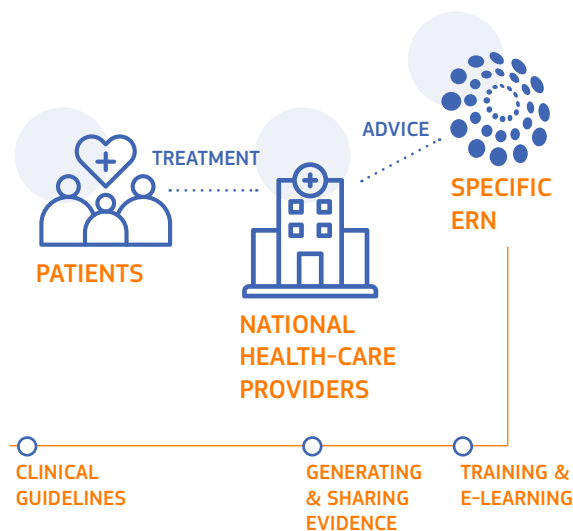 ADVICE
TREATMENT
SPECIFIC
ERN
PATIENTS
NATIONAL
HEALTH-CARE
PROVIDERS
CLINICAL
GUIDELINES
GENERATING
& SHARING
EVIDENCE
TRAINING &
E-LEARNING